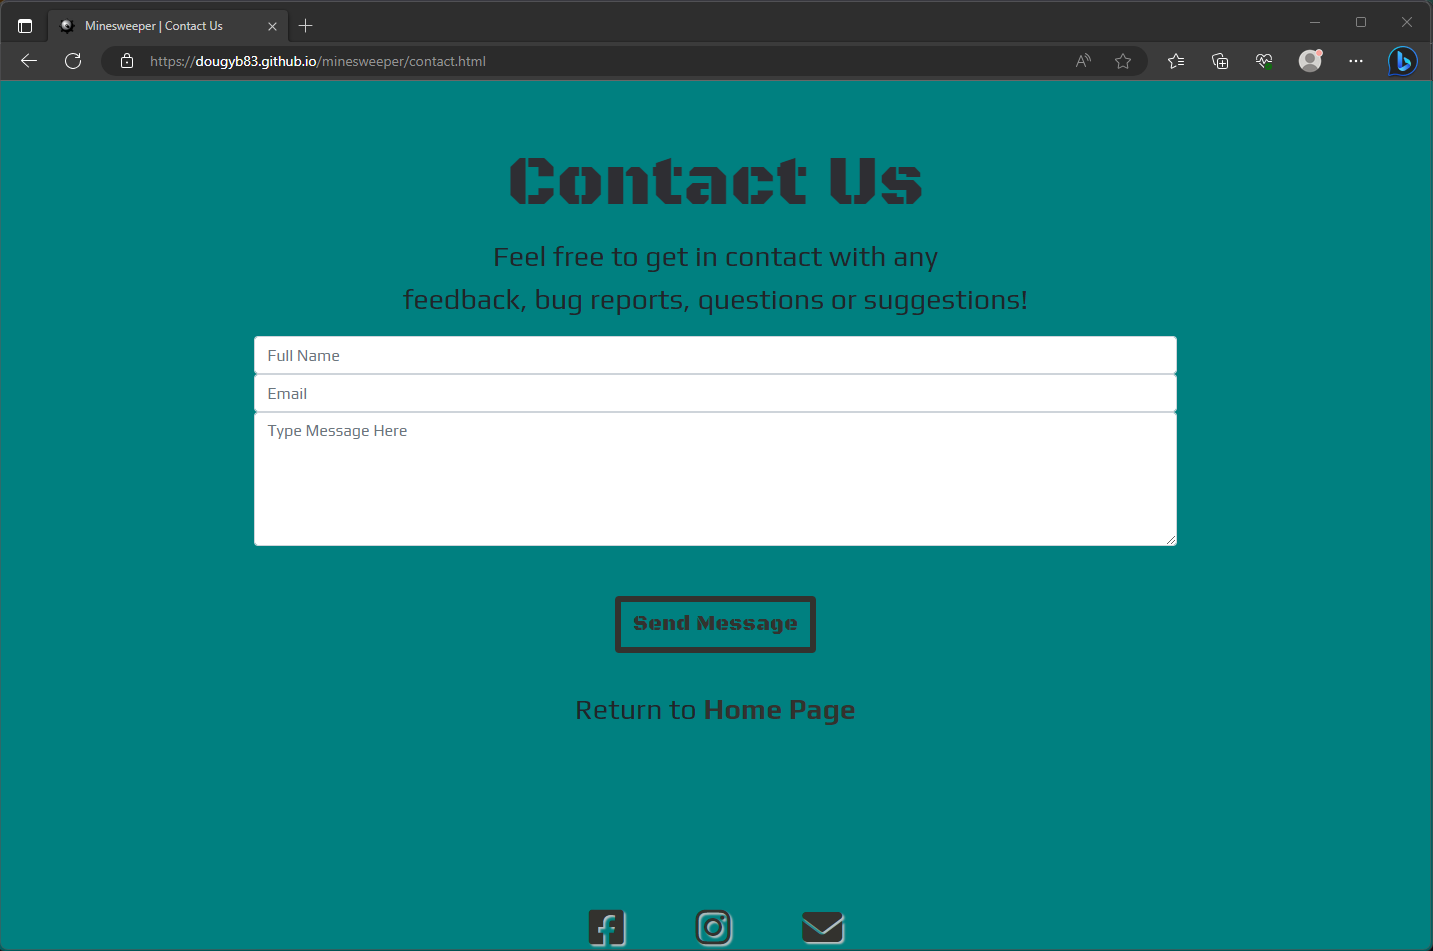 Minesweeper | Contact Us
https://dougyb83.github.io/minesweeper/contact.html
Contact Us
Feel free to get in contact with any
feedback, bug reports, questions or suggestions!
Full Name
Email
Type Message Here
Send Message
Return to Home Page